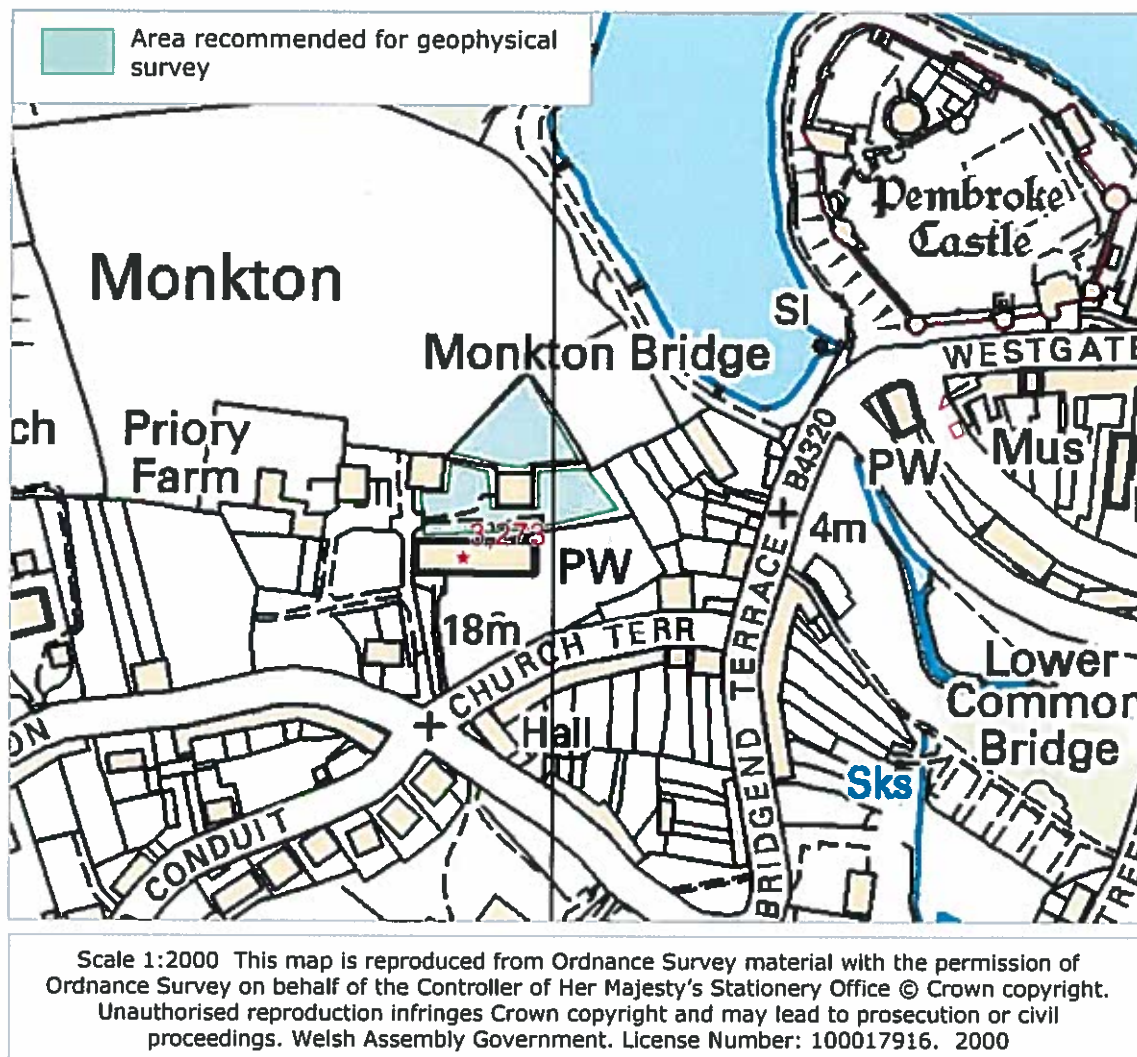 Area recommended for geophysical
survey
Pembroke
Castle
Monkton
Sl
Monkton Bridge
WESTGATE
ch
Priory
Farm
B4320
PW
Mus
3,273
4m
PW
18m
CHURCH TERR
BRIDGEND TERRACE
Lower
Common
Bridge
ON
Hall
Sks
CONDUIT
TREE
Scale 1:2000 This map is reproduced from Ordnance Survey material with the permission of
Ordnance Survey on behalf of the Controller of Her Majesty's Stationery Office © Crown copyright.
Unauthorised reproduction infringes Crown copyright and may lead to prosecution or civil
proceedings. Welsh Assembly Government. License Number: 100017916. 2000